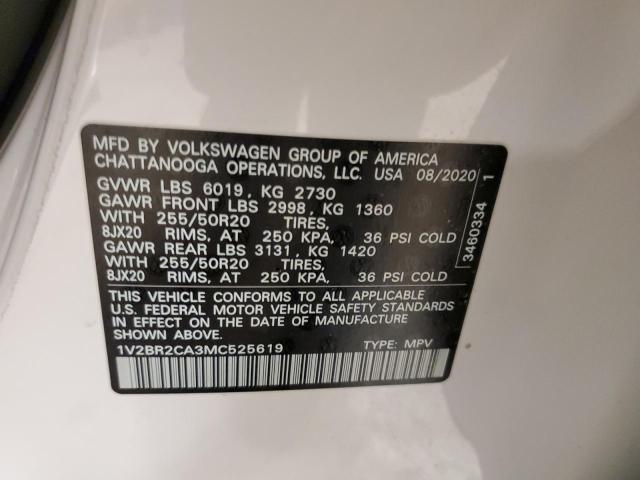 MFD BY VOLKSWAGEN GROUP OF AMERICA
CHATTANOOGA OPERATIONS, LLC. USA 08/2020
GVWR LBS 6019, KG 2730
GAWR FRONT LBS 2998, KG 1360
WITH 255/50R20 TIRES,
8JX20 RIMS, AT 250 KPA, 36 PSI COLD
GAWR REAR LBS 3131, KG 1420
WITH 255/50R20 TIRES,
8JX20 RIMS, AT 250 KPA, 36 PSI COLD
THIS VEHICLE CONFORMS TO ALL APPLICABLE
U.S. FEDERAL MOTOR VEHICLE SAFETY STANDARDS
IN EFFECT ON THE DATE OF MANUFACTURE
SHOWN ABOVE.
1V2BR2CA3MC525619 TYPE: MPV
3460334 1